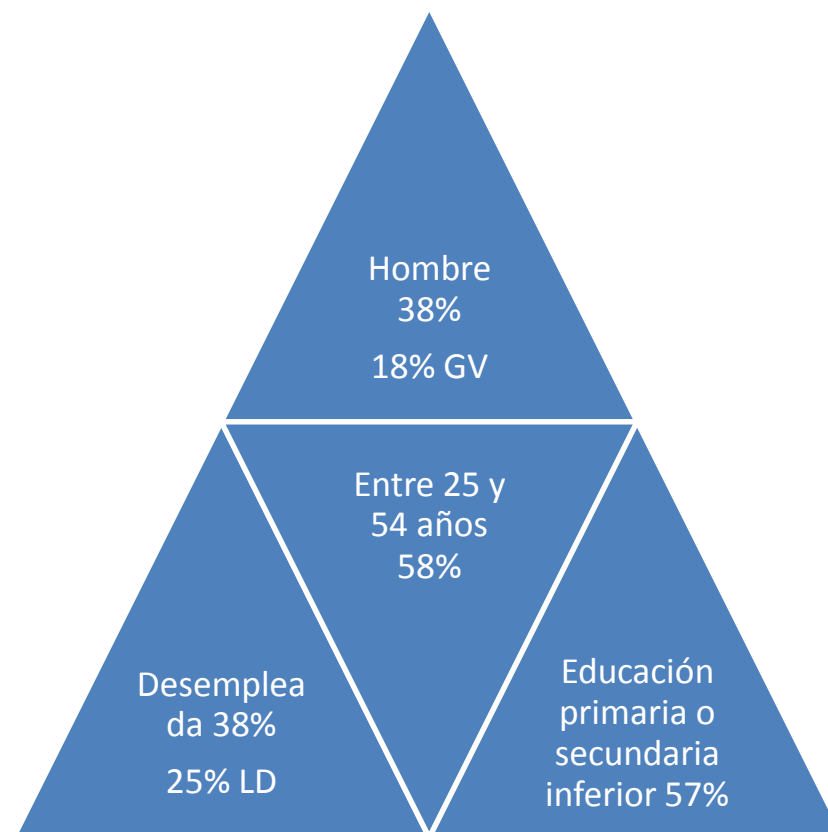 Hombre
38%
18% GV
Entre 25 y
54 años
58%
Desemplea
da 38%
25% LD
Educación
primaria o
secundaria
inferior 57%